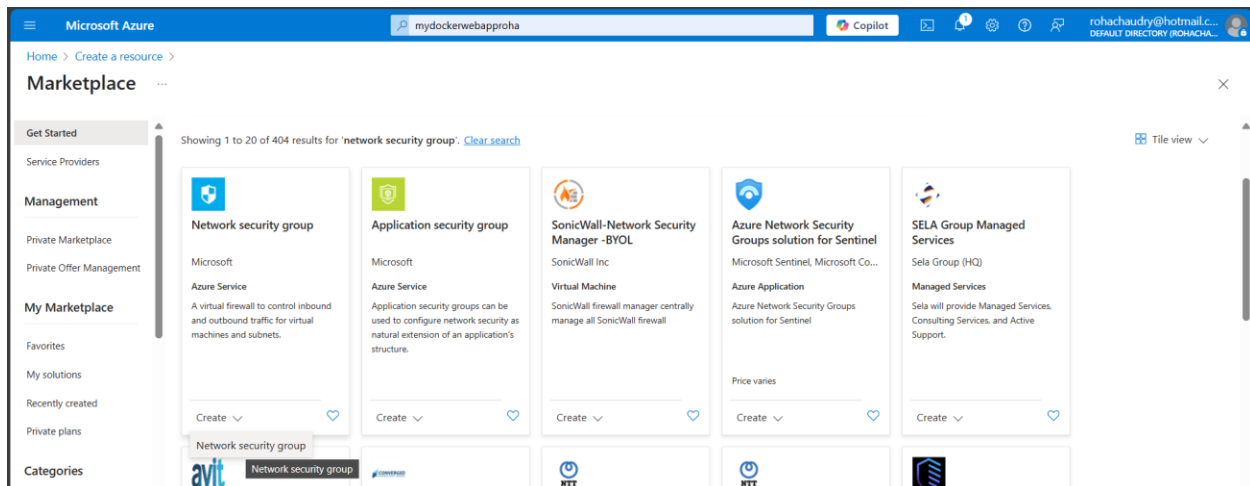 Microsoft Azure
mydockerwebapproha
Copilot
1
rohachaudry@hotmail.c...
DEFAULT DIRECTORY (ROHACHA...
Home > Create a resource >
Marketplace ...
Get Started
Service Providers
Management
Private Marketplace
Private Offer Management
My Marketplace
Favorites
My solutions
Recently created
Private plans
Categories
Showing 1 to 20 of 404 results for 'network security group'. Clear search
Tile view
Network security group
Microsoft
Azure Service
A virtual firewall to control inbound
and outbound traffic for virtual
machines and subnets.
Create
Application security group
Microsoft
Azure Service
Application security groups can be
used to configure network security as
natural extension of an application's
structure.
Create
SonicWall-Network Security
Manager -BYOL
SonicWall Inc
Virtual Machine
SonicWall firewall manager centrally
manage all SonicWall firewall
Create
Azure Network Security
Groups solution for Sentinel
Microsoft Sentinel, Microsoft Co...
Azure Application
Azure Network Security Groups
solution for Sentinel
Price varies
Create
SELA Group Managed
Services
Sela Group (HQ)
Managed Services
Sela will provide Managed Services,
Consulting Services, and Active
Support.
Create
Network security group
Network security group
avit
CONVERGED
NTT
NTT